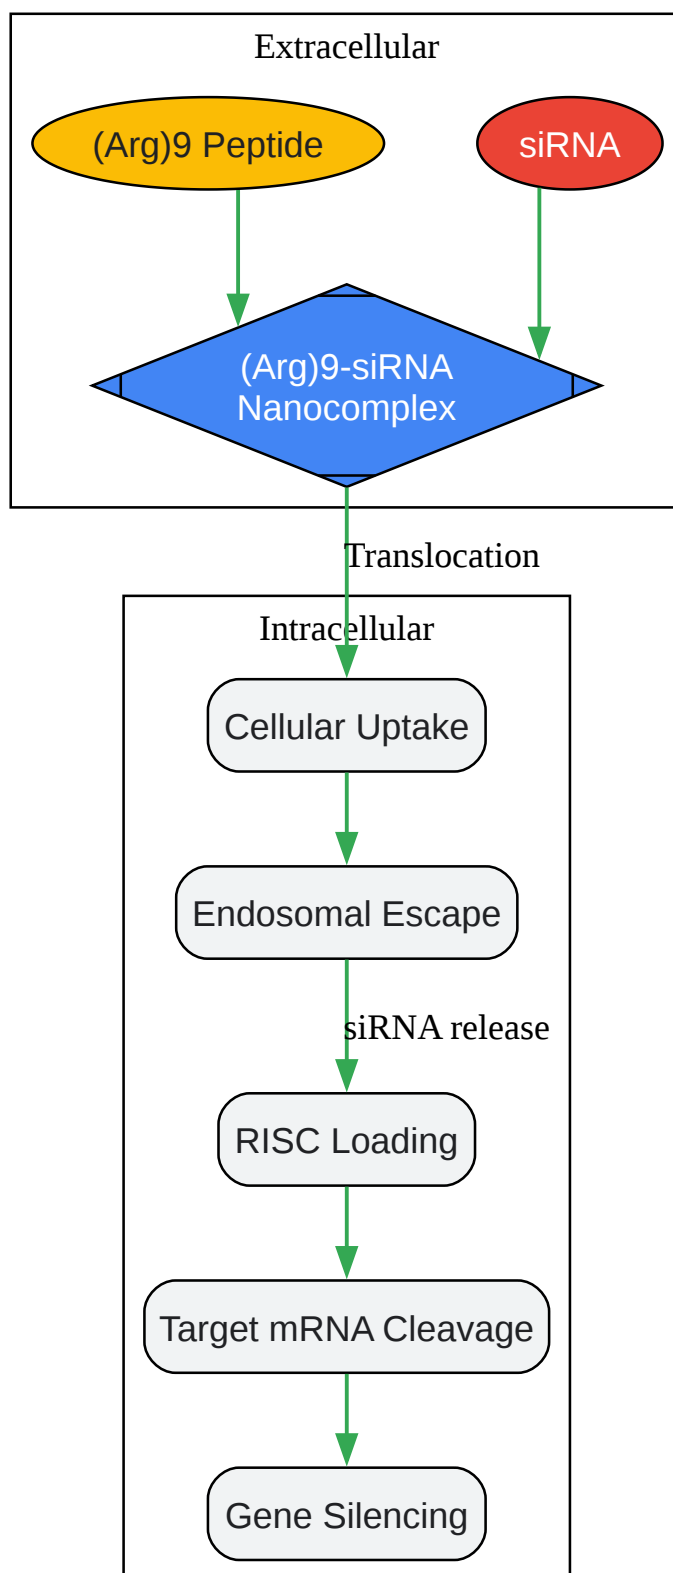 Extracellular
(Arg)9 Peptide
siRNA
(Arg)9-siRNA
Nanocomplex
Translocation
Intracellular
Cellular Uptake
Endosomal Escape
siRNA release
RISC Loading
Target mRNA Cleavage
Gene Silencing